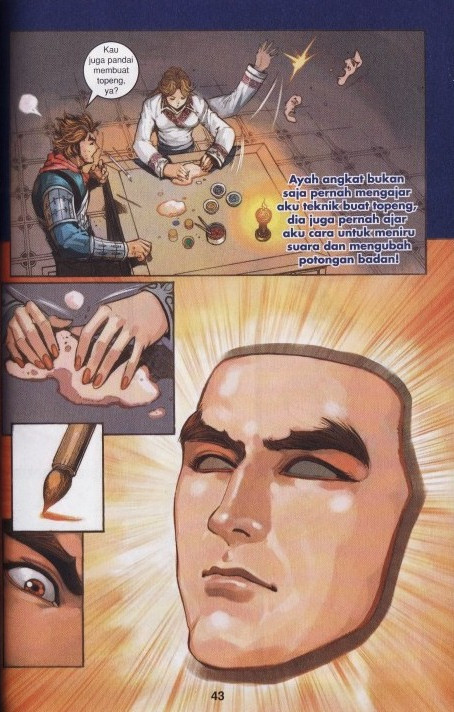 Kau
juga pandai
membuat
topeng,
ya?
Ayah angkat bukan
saja pernah mengajar
aku teknik buat topeng,
dia juga pernah ajar
aku cara untuk meniru
suara dan mengubah
potongan badan!
43